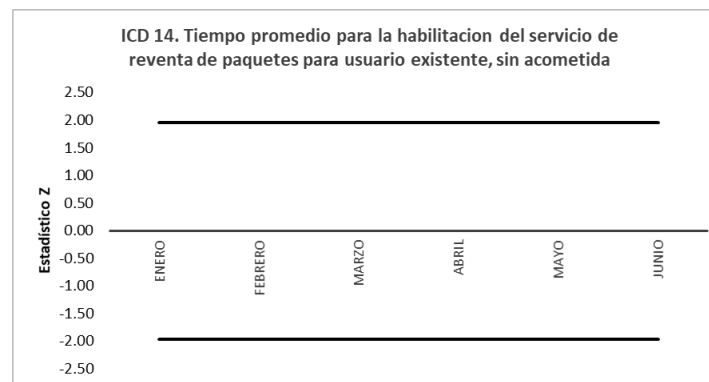 ICD 14. Tiempo promedio para la habilitacion del servicio de
reventa de paquetes para usuario existente, sin acometida
Estadístico Z
2.50
2.00
1.50
1.00
0.50
0.00
-0.50
-1.00
-1.50
-2.00
-2.50
ENERO
FEBRERO
MARZO
ABRIL
MAYO
JUNIO